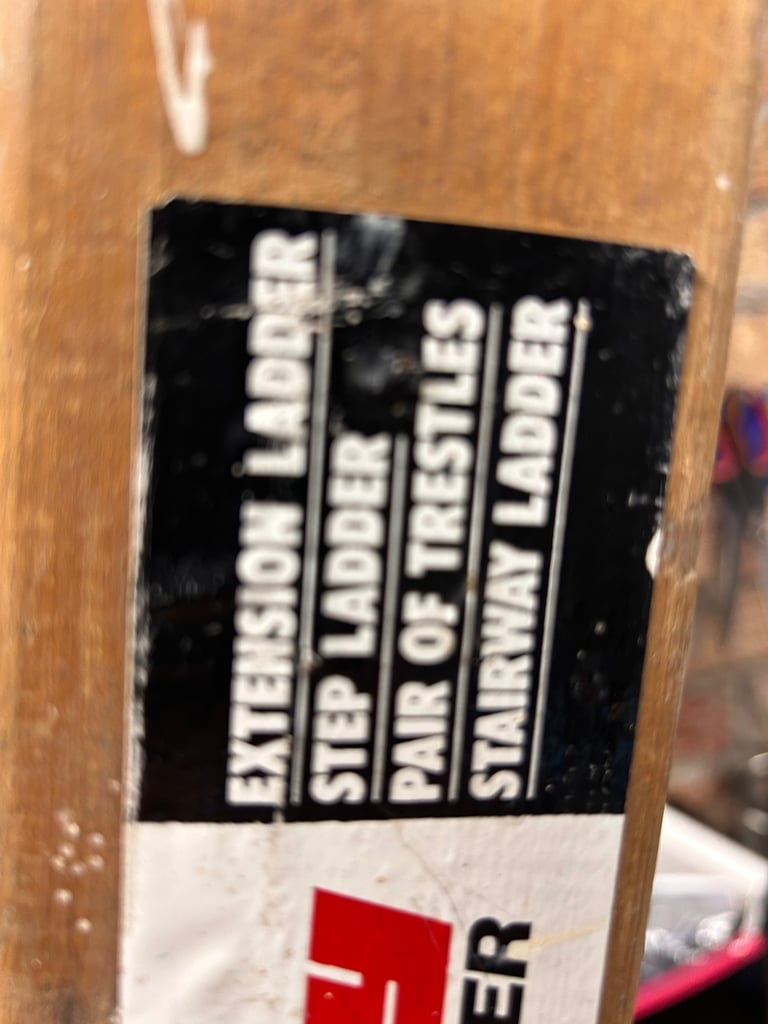 EXTENSION LADDER
STEP LADDER
PAIR OF TRESTLES
STAIRWAY LADDER